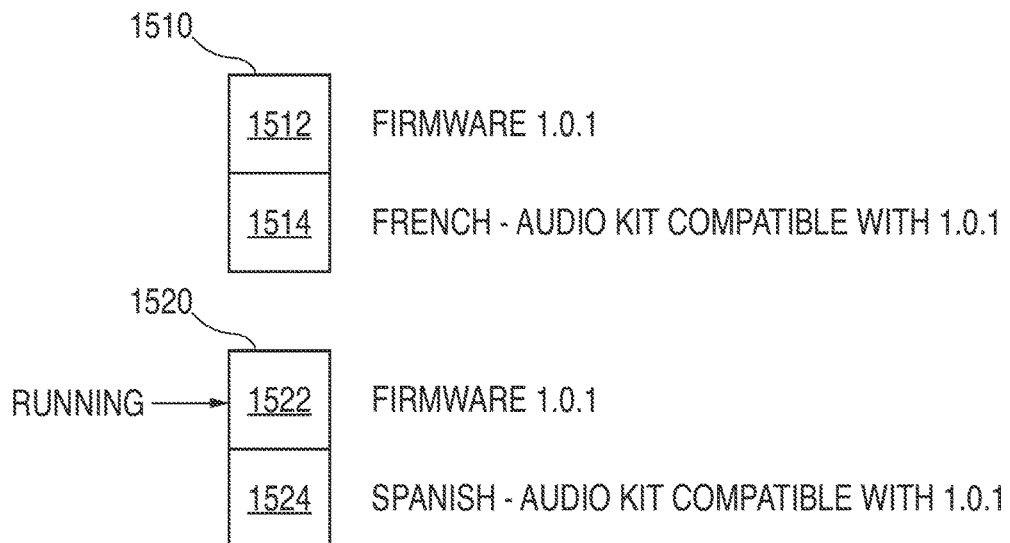 1510
1512 FIRMWARE 1.0.1
1514 FRENCH - AUDIO KIT COMPATIBLE WITH 1.0.1
1520
RUNNING 1522 FIRMWARE 1.0.1
1524 SPANISH - AUDIO KIT COMPATIBLE WITH 1.0.1